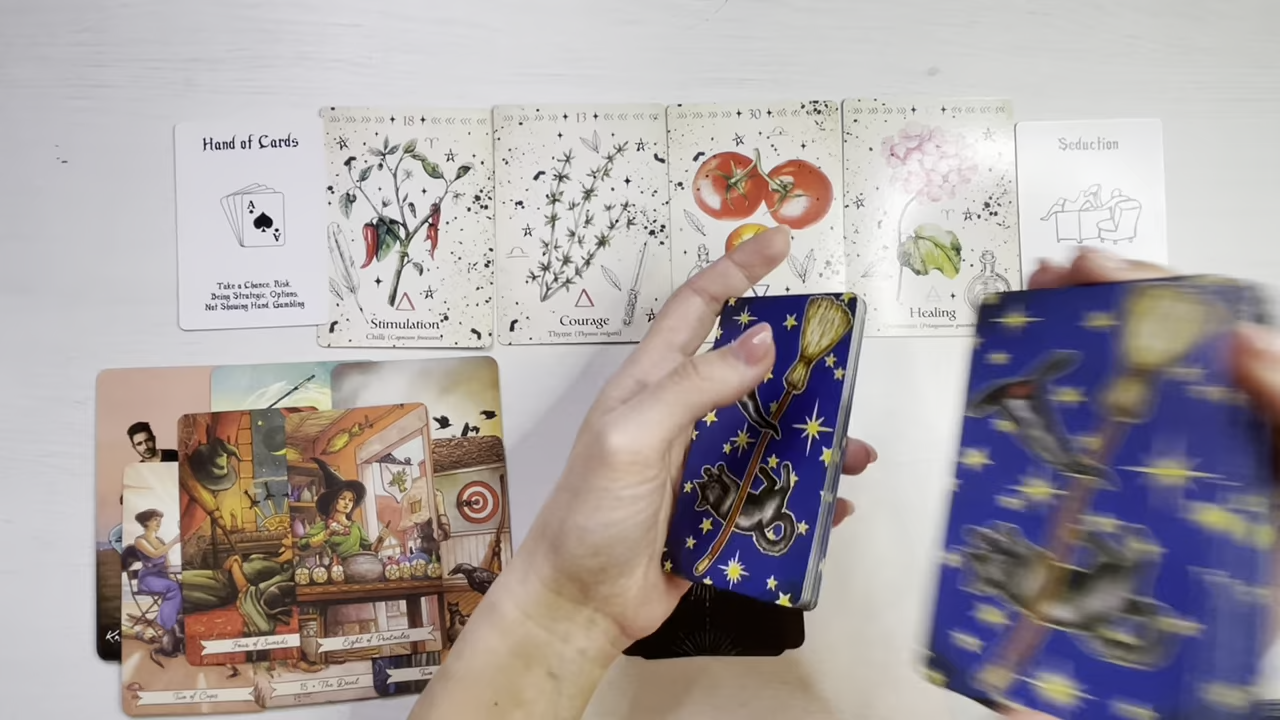 Hand of Cards
A
A
Take a Chance, Risk,
Being Strategic, Options,
Not Showing Hand, Gambling
18
Stimulation
Chilli (Capsicum frutescens)
13
Courage
Thyme (Thymus vulgaris)
30
Healing
Seduction
Four of Swords
Eight of Pentacles
Two of Cups
15 • The Devil